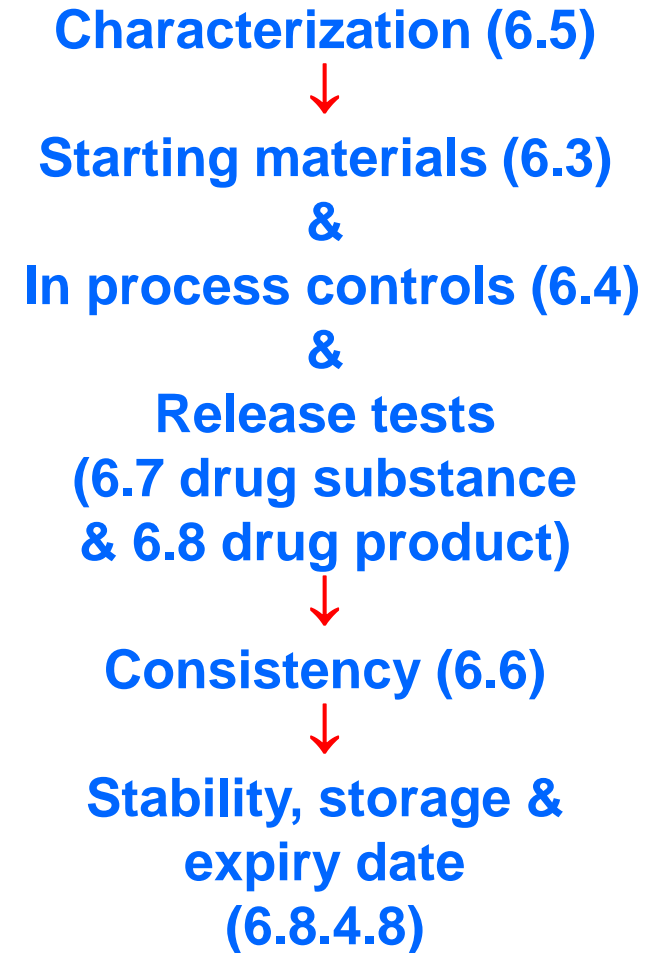 Characterization (6.5)
↓
Starting materials (6.3)
&
In process controls (6.4)
&
Release tests
(6.7 drug substance
& 6.8 drug product)
↓
Consistency (6.6)
↓
Stability, storage &
expiry date
(6.8.4.8)